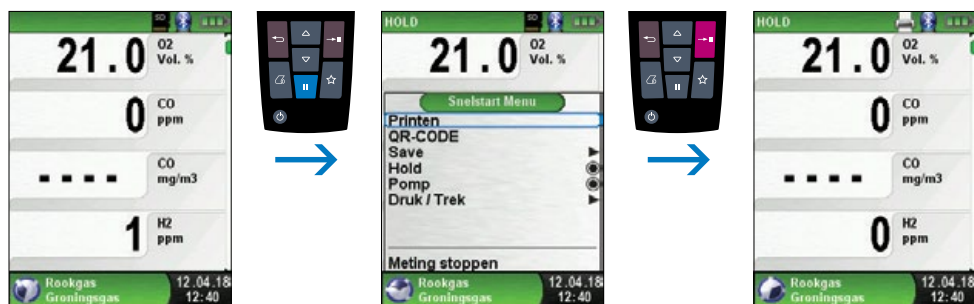 21.0 O2
Vol. %
0 CO
ppm
- - - - CO
mg/m3
1 H2
ppm
Rookgas 12.04.18
Groningsgas 12:40
HOLD SD
21.0 O2
Vol. %
Snelstart Menu
Printen
QR-CODE
Save
Hold
Pomp
Druk / Trek
Meting stoppen
Rookgas 12.04.18
Groningsgas 12:40
HOLD
21.0 O2
Vol. %
0 CO
ppm
- - - - CO
mg/m3
0 H2
ppm
Rookgas 12.04.18
Groningsgas 12:40